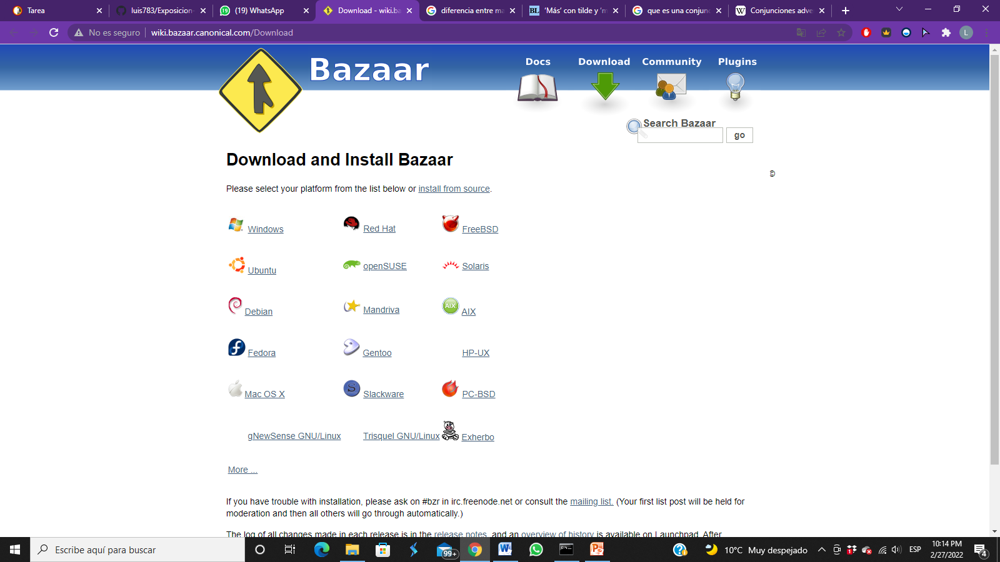 Tarea
luis783/Exposicion-
(19) WhatsApp
Download - wiki.ba
diferencia entre ma
'Más' con tilde y 'm
que es una conjunc
Conjunciones adve
No es seguro
wiki.bazaar.canonical.com/Download
L
Bazaar
Docs
Download
Community
Plugins
Search Bazaar
go
Download and Install Bazaar
Please select your platform from the list below or install from source.
Windows
Red Hat
FreeBSD
Ubuntu
openSUSE
Solaris
Debian
Mandriva
AIX
AIX
Fedora
Gentoo
HP-UX
Mac OS X
S
Slackware
PC-BSD
gNewSense GNU/Linux
Trisquel GNU/Linux
Exherbo
More ...
If you have trouble with installation, please ask on #bzr in irc.freenode.net or consult the mailing list. (Your first list post will be held for
moderation and then all others will go through automatically.)
The log of all changes made in each release is in the release notes, and an overview of history is available on Launchpad. After
Escribe aquí para buscar
99+
10°C Muy despejado
ESP
10:14 PM
2/27/2022
4